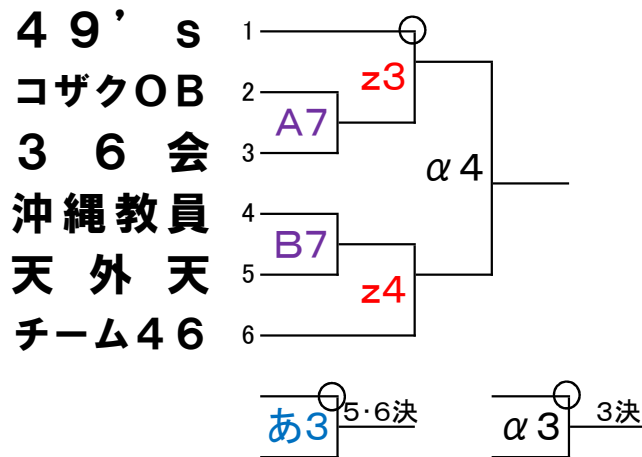 49's 1
z3
コザクOB 2
A7
36会 3
α4
沖縄教員 4
B7
天外天 5
z4
チーム46 6
あ3 5・6決 α3 3決